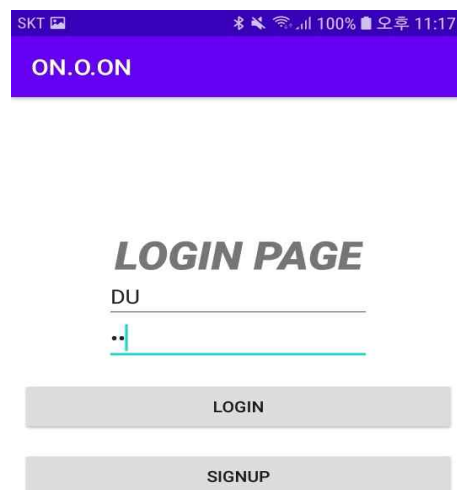 SKT 100% 오후 11:17
ON.O.ON
LOGIN PAGE
DU
••
LOGIN
SIGNUP